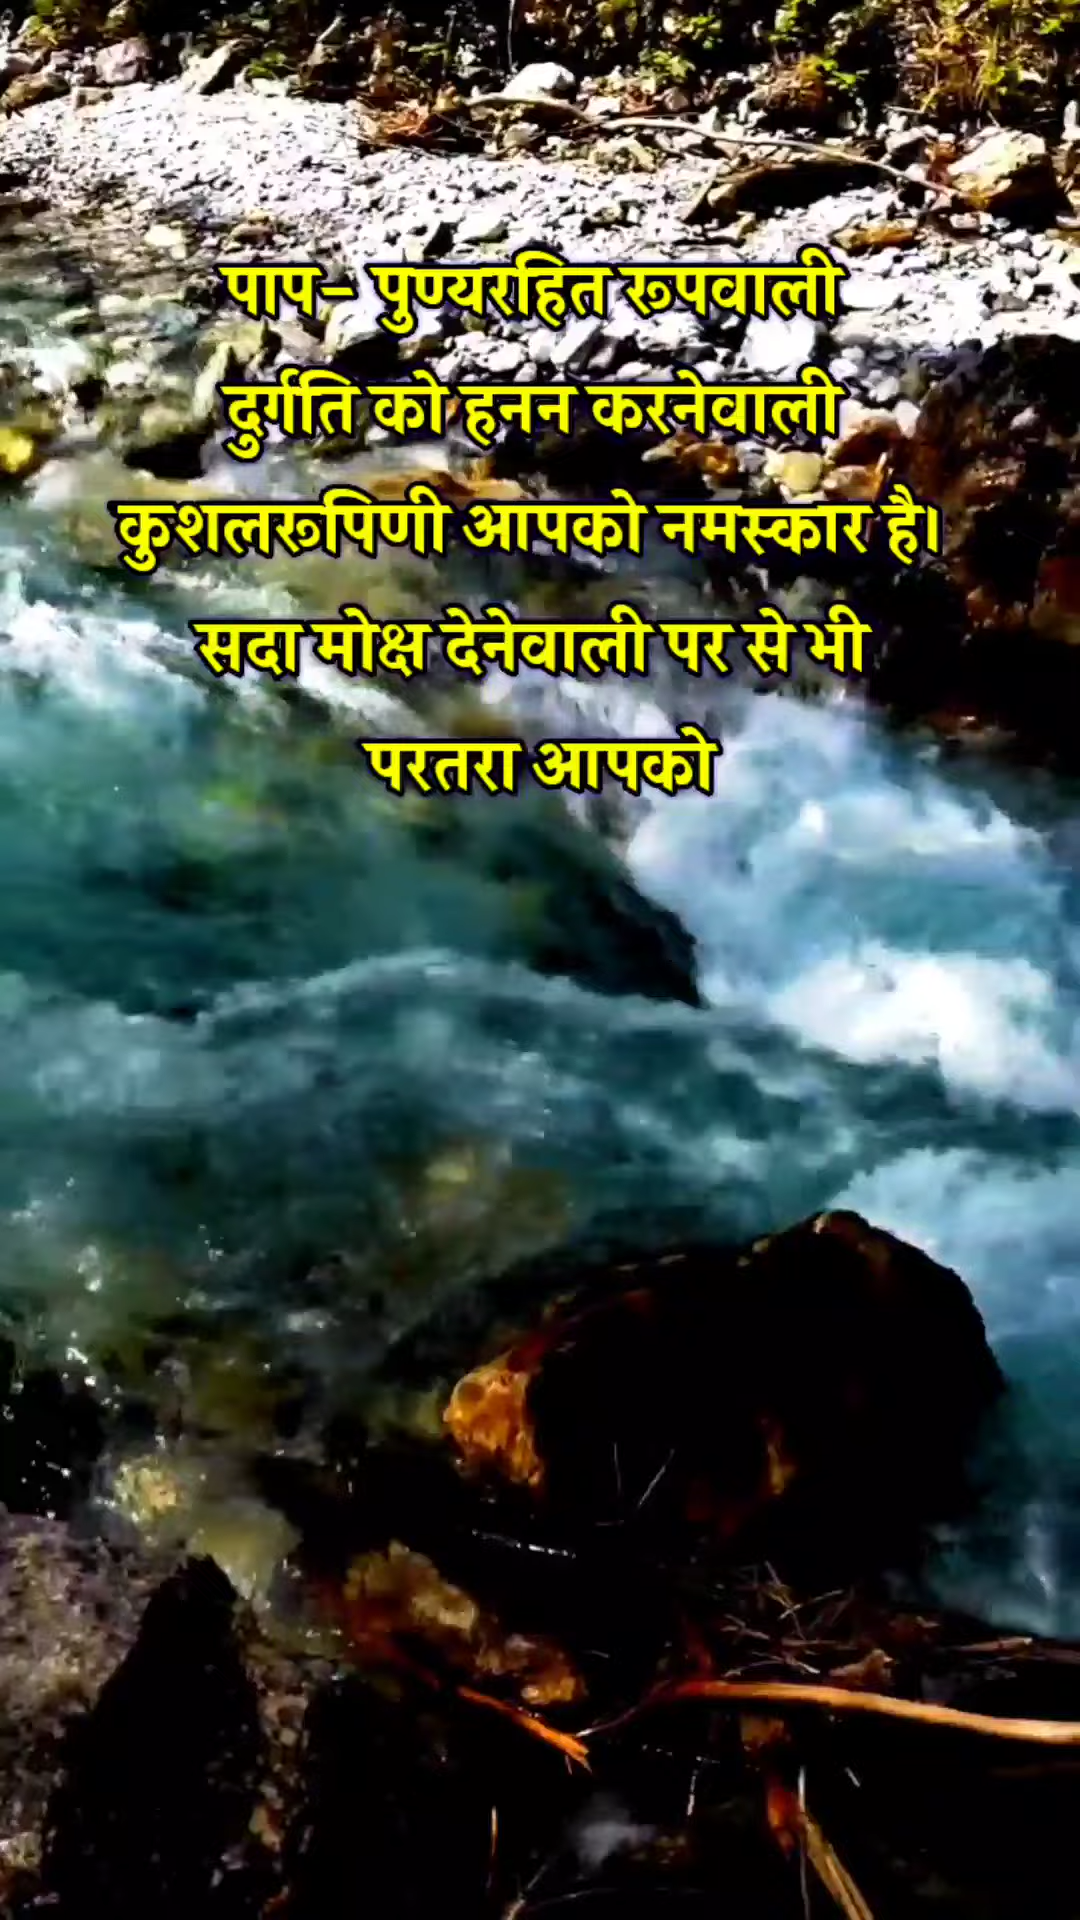 पाप- पुण्यरहित रूपवाली
दुर्गति को हनन करनेवाली
कुशलरूपिणी आपको नमस्कार है।
सदा मोक्ष देनेवाली पर से भी
परतरा आपको